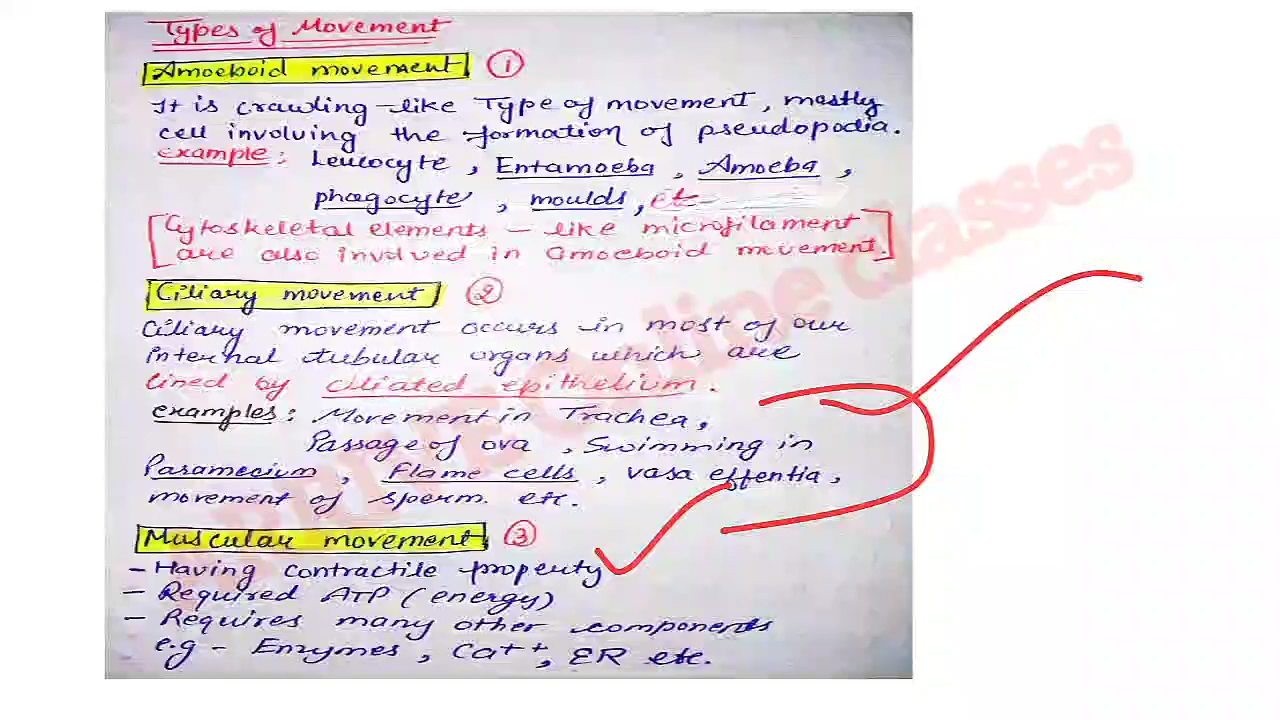 Types of Movement
Amoeboid movement 1
It is crawling-like Type of movement, mostly
cell involving the formation of pseudopodia.
example: Leucocyte, Entamoeba, Amoeba,
phagocyte, moulds, etc-
[Cytoskeletal elements - like microfilament
are also involved in amoeboid movement.]
Ciliary movement 2
Ciliary movement occurs in most of our
internal tubular organs which are
lined by ciliated epithelium.
examples: Movement in Trachea,
Passage of ova, Swimming in
Paramecium, Flame cells, vasa effentia,
movement of sperm. etc.
Muscular movement 3
- Having contractile property
- Required ATP (energy)
- Requires many other components
e.g - Enzymes, Ca++, ER etc.
Online Classes